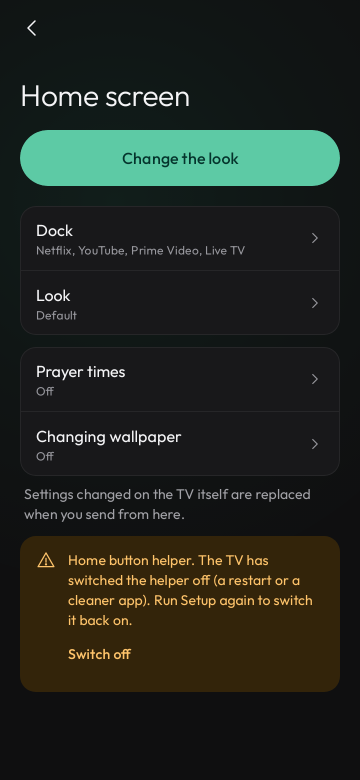 Home screen
Change the look
Dock
Netflix, YouTube, Prime Video, Live TV
Look
Default
Prayer times
Off
Changing wallpaper
Off
Settings changed on the TV itself are replaced
when you send from here.
Home button helper. The TV has
switched the helper off (a restart or a
cleaner app). Run Setup again to switch
it back on.
Switch off